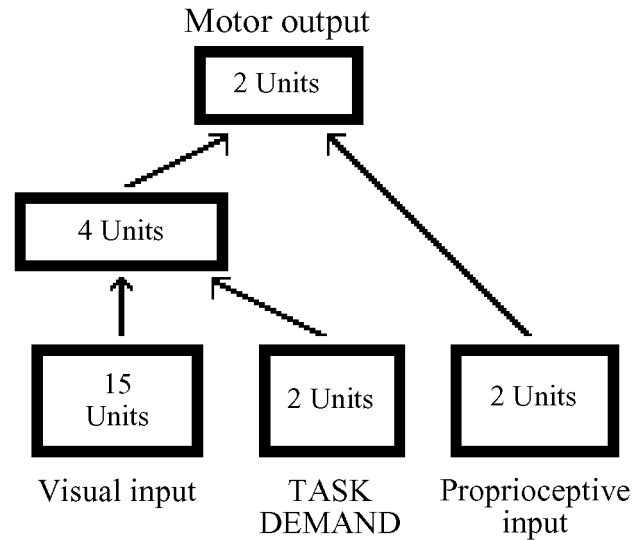 Motor output
2 Units
4 Units
15
Units
2 Units
2 Units
Visual input
TASK
DEMAND
Proprioceptive
input